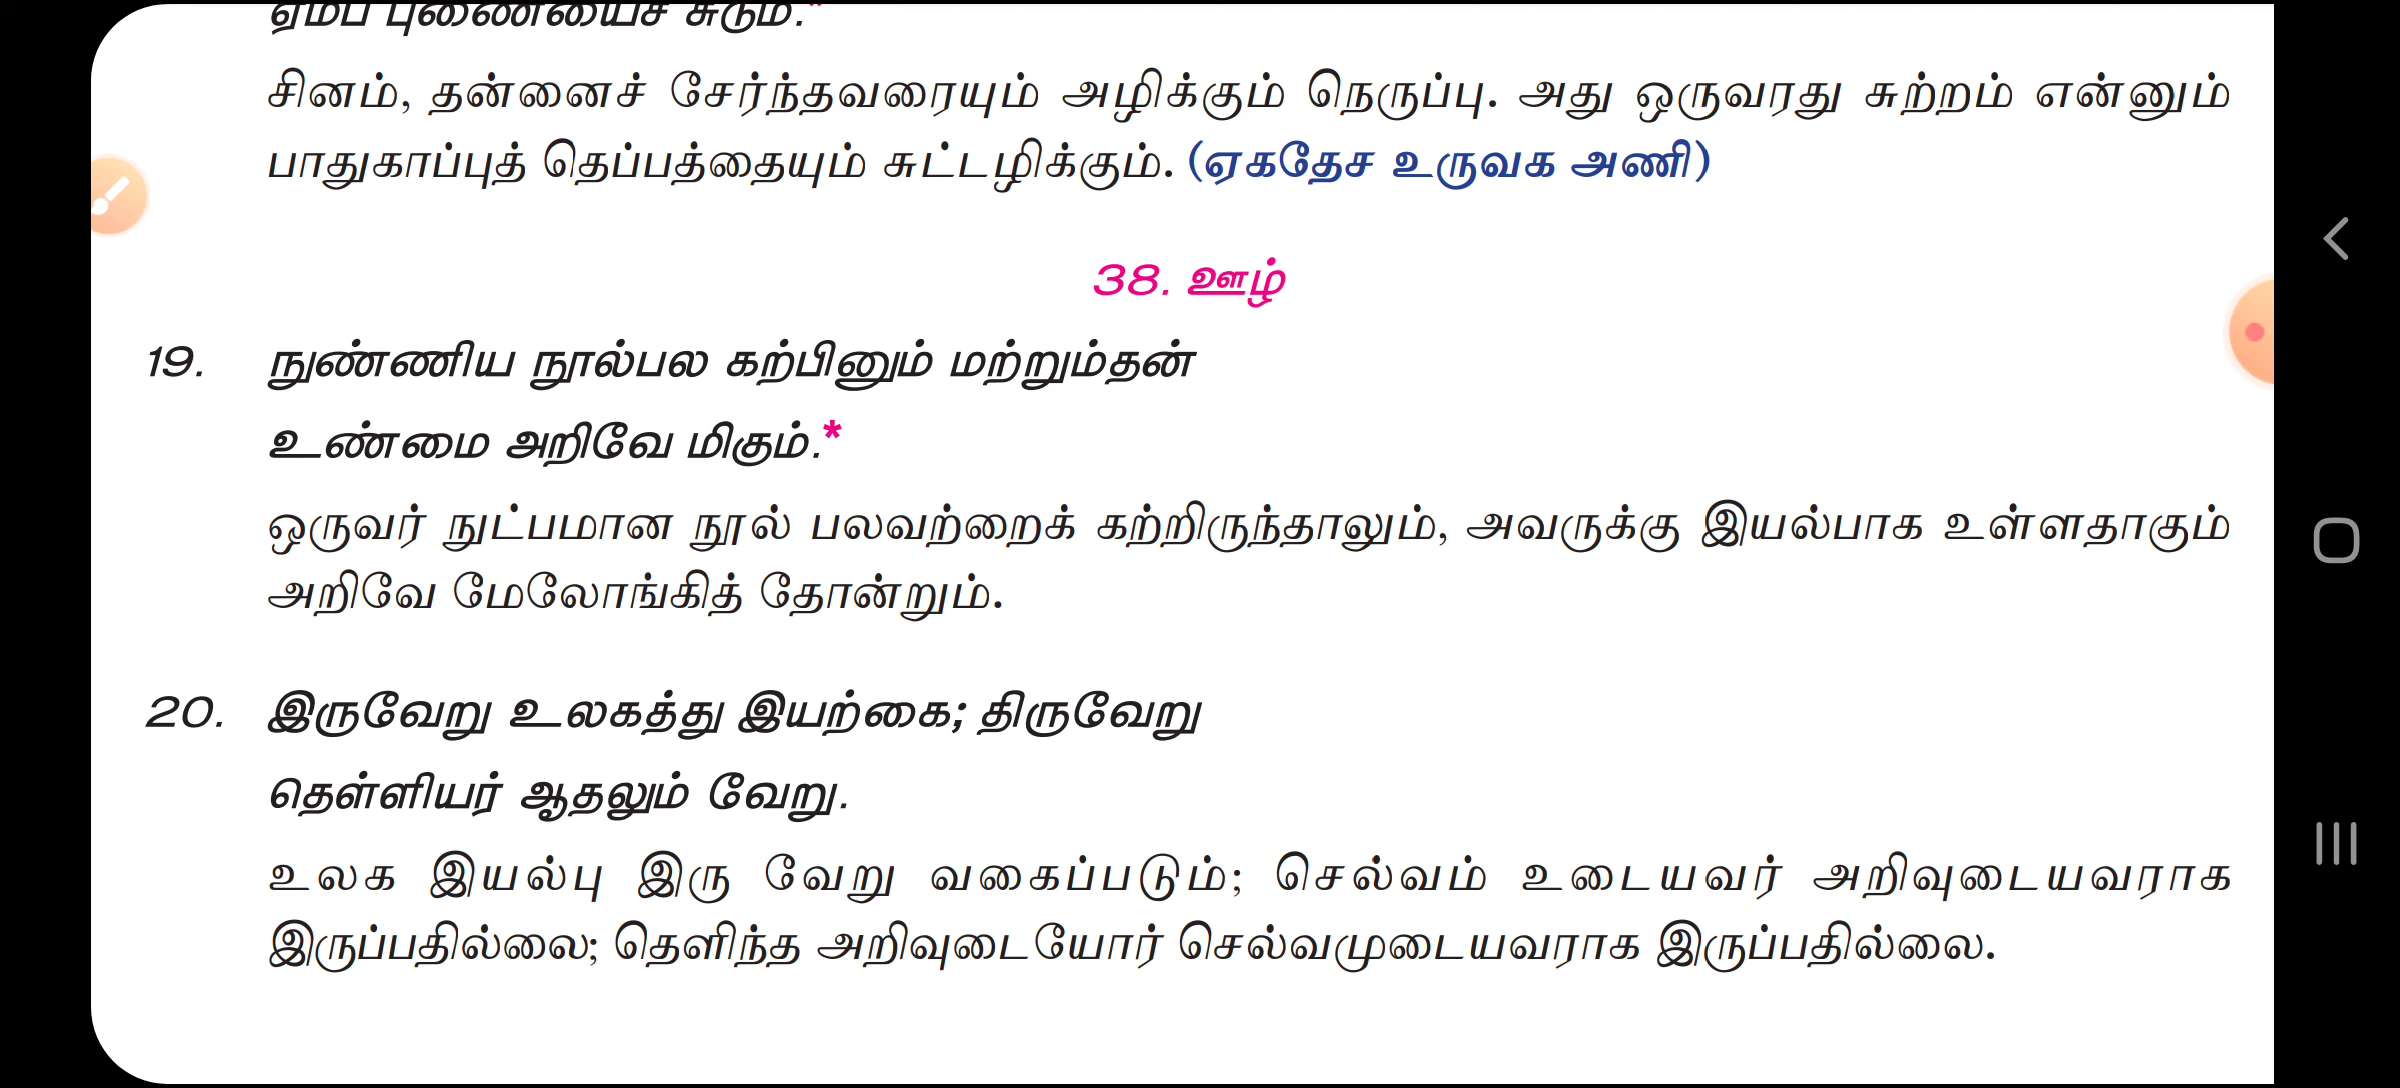 ஏமப் புணையைச் சுடும்.*
சினம், தன்னைச் சேர்ந்தவரையும் அழிக்கும் நெருப்பு. அது ஒருவரது சுற்றம் என்னும்
பாதுகாப்புத் தெப்பத்தையும் சுட்டழிக்கும். (ஏகதேச உருவக அணி)
38. ஊழ்
19. நுண்ணிய நூல்பல கற்பினும் மற்றும்தன்
உண்மை அறிவே மிகும்.*
ஒருவர் நுட்பமான நூல் பலவற்றைக் கற்றிருந்தாலும், அவருக்கு இயல்பாக உள்ளதாகும்
அறிவே மேலோங்கித் தோன்றும்.
20. இருவேறு உலகத்து இயற்கை; திருவேறு
தெள்ளியர் ஆதலும் வேறு.
உலக இயல்பு இரு வேறு வகைப்படும்; செல்வம் உடையவர் அறிவுடையவராக
இருப்பதில்லை; தெளிந்த அறிவுடையோர் செல்வமுடையவராக இருப்பதில்லை.